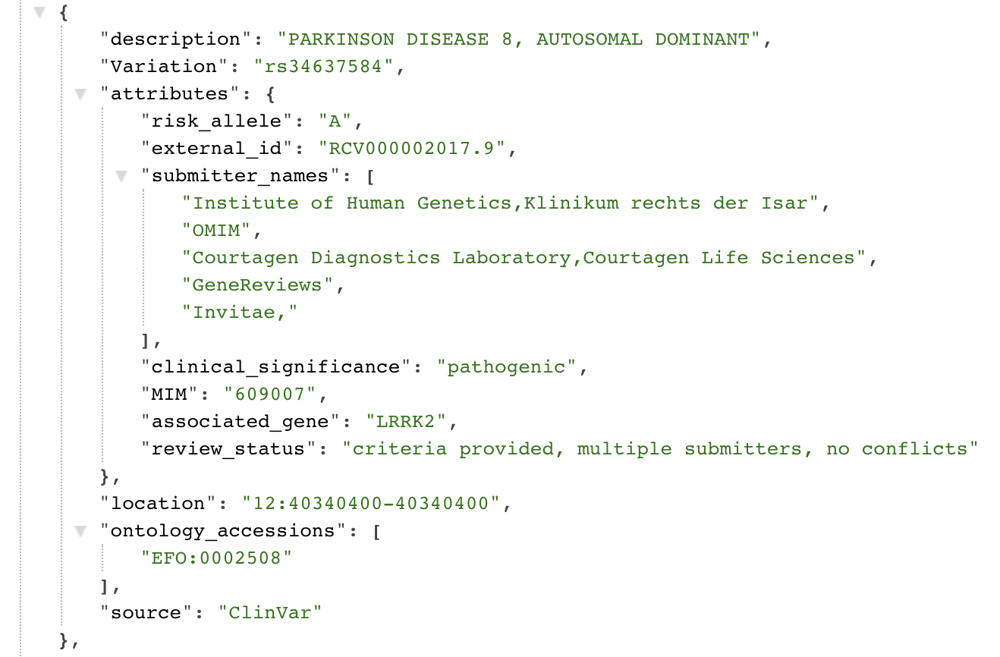 {
"description": "PARKINSON DISEASE 8, AUTOSOMAL DOMINANT",
"Variation": "rs34637584",
"attributes": {
"risk_allele": "A",
"external_id": "RCV000002017.9",
"submitter_names": [
"Institute of Human Genetics,Klinikum rechts der Isar",
"OMIM",
"Courtagen Diagnostics Laboratory,Courtagen Life Sciences",
"GeneReviews",
"Invitae,"
],
"clinical_significance": "pathogenic",
"MIM": "609007",
"associated_gene": "LRRK2",
"review_status": "criteria provided, multiple submitters, no conflicts"
},
"location": "12:40340400-40340400",
"ontology_accessions": [
"EFO:0002508"
],
"source": "ClinVar"
},